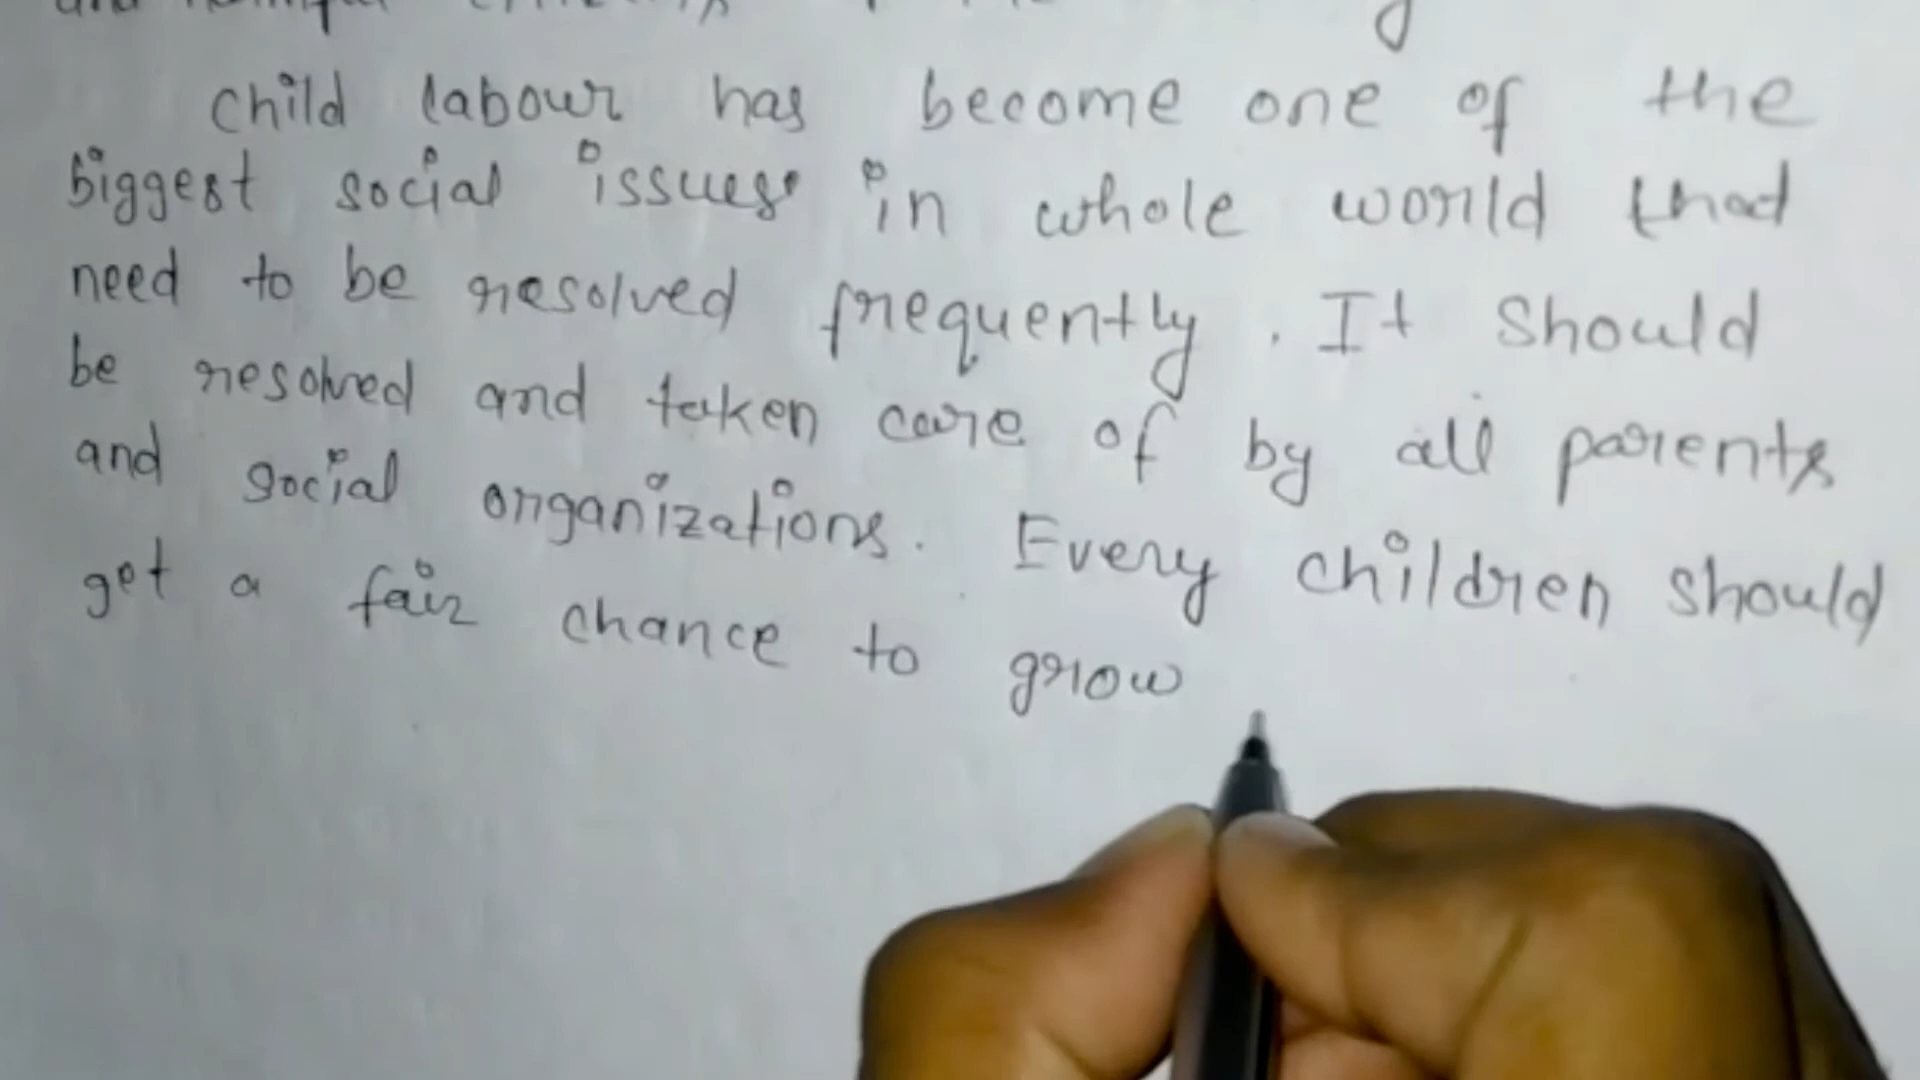 and
child labour has become one of the
biggest social issues in whole world that
need to be resolved frequently. It should
be resolved and taken care of by all parents
and social organizations. Every children should
get a fair chance to grow